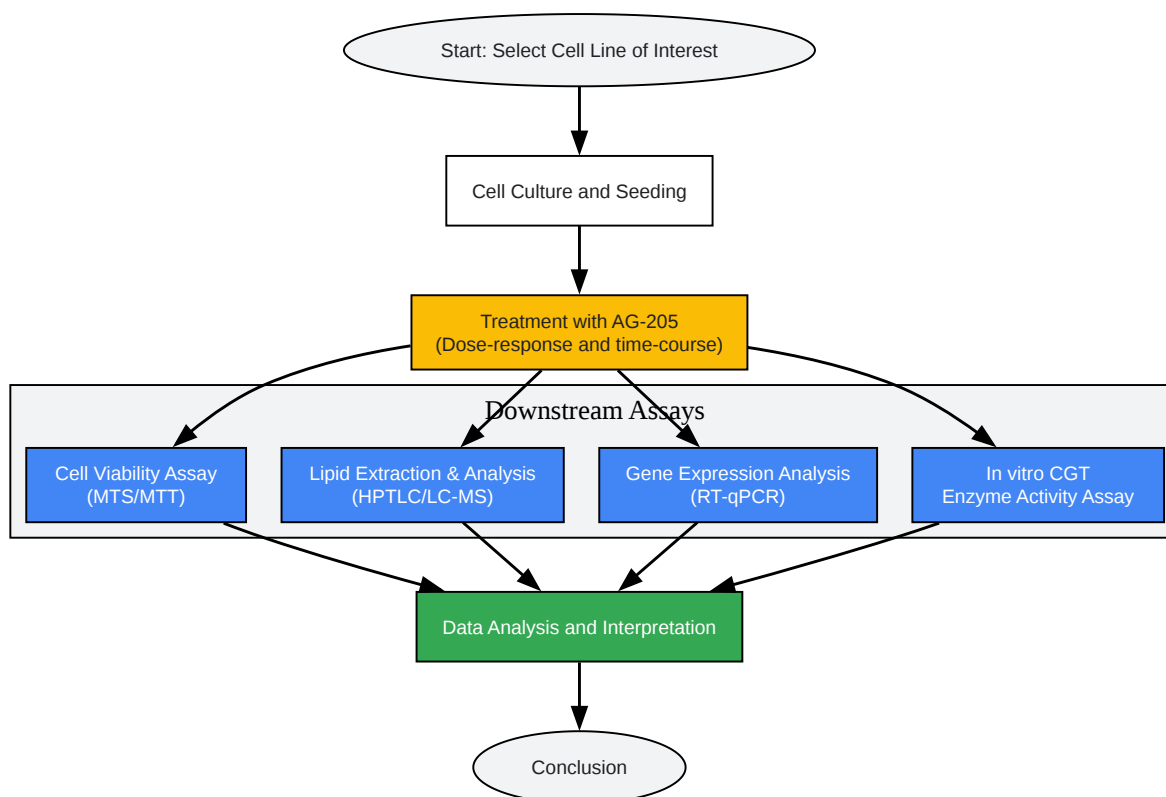 Start: Select Cell Line of Interest
Cell Culture and Seeding
Treatment with AG-205
(Dose-response and time-course)
Downstream Assays
Cell Viability Assay
(MTS/MTT)
Lipid Extraction & Analysis
(HPTLC/LC-MS)
Gene Expression Analysis
(RT-qPCR)
In vitro CGT
Enzyme Activity Assay
Data Analysis and Interpretation
Conclusion